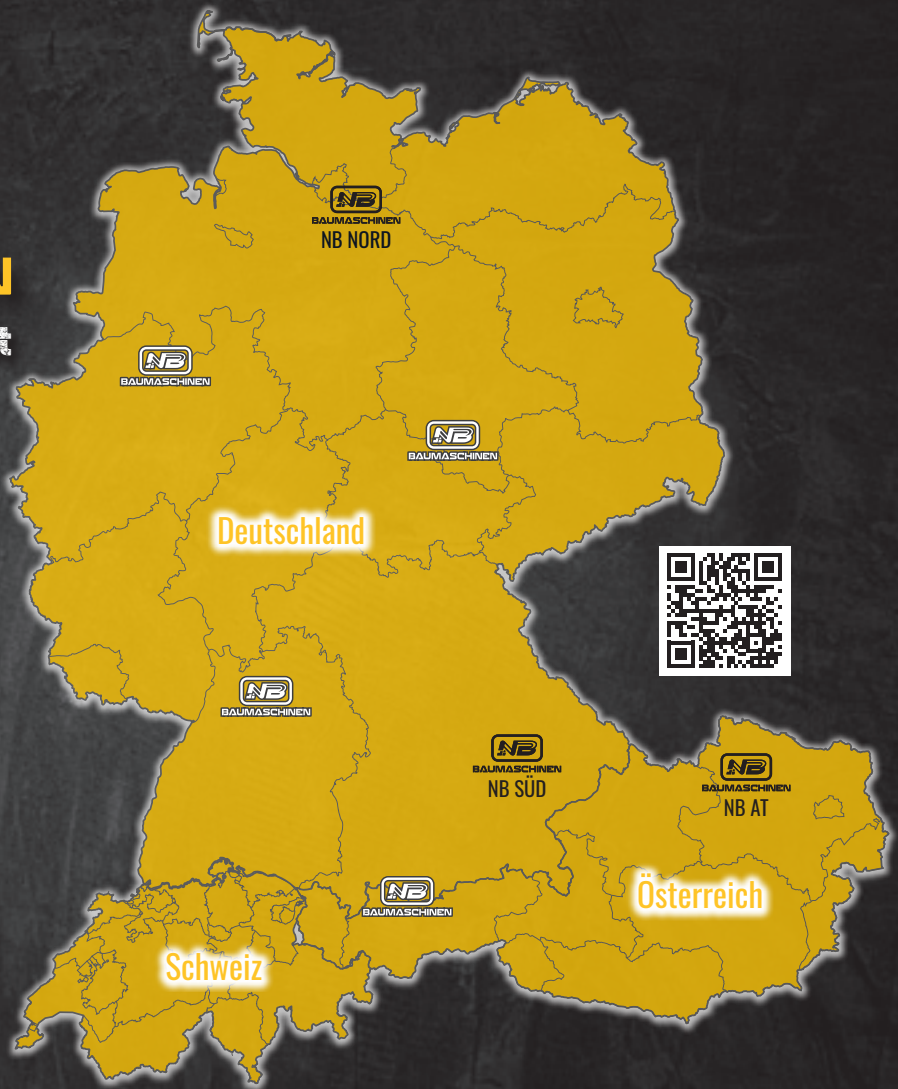 NB
BAUMASCHINEN
NB NORD
NB
BAUMASCHINEN
NB
BAUMASCHINEN
Deutschland
NB
BAUMASCHINEN
NB
BAUMASCHINEN
NB SÜD
NB
BAUMASCHINEN
NB AT
NB
BAUMASCHINEN
Österreich
Schweiz